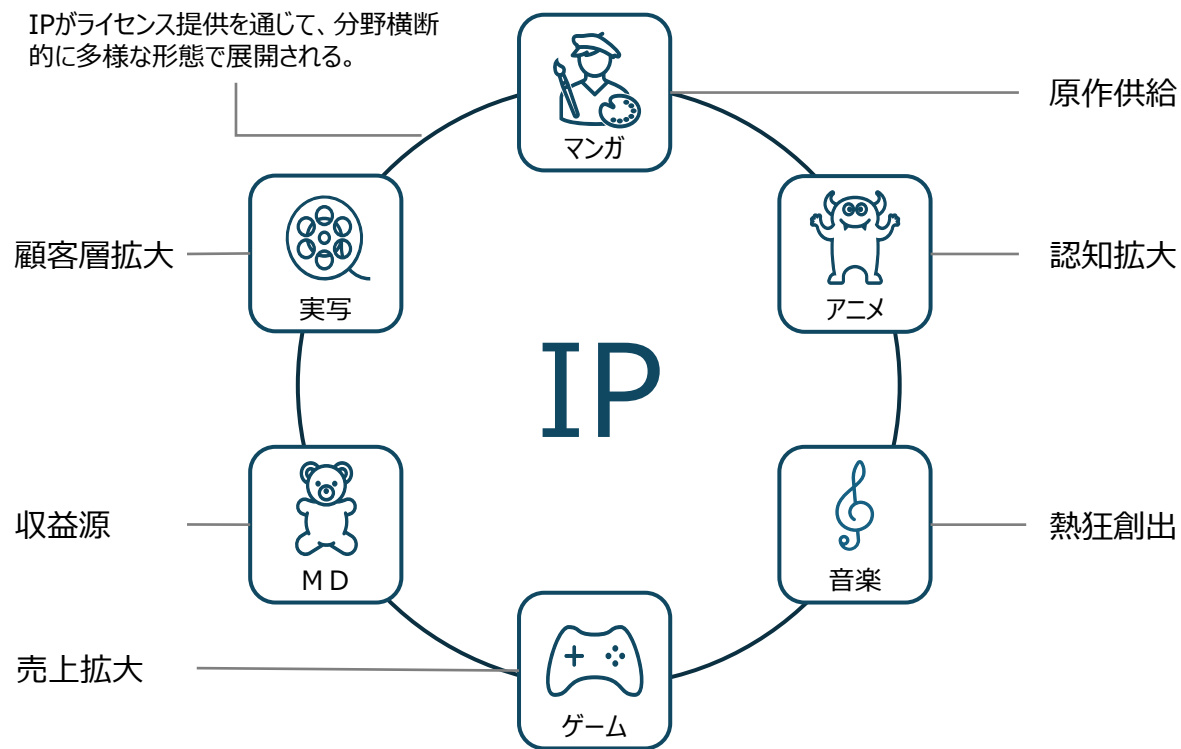 IPがライセンス提供を通じて、分野横断
的に多様な形態で展開される。
マンガ
原作供給
実写
顧客層拡大
アニメ
認知拡大
IP
収益源
ＭＤ
音楽
熱狂創出
売上拡大
ゲーム